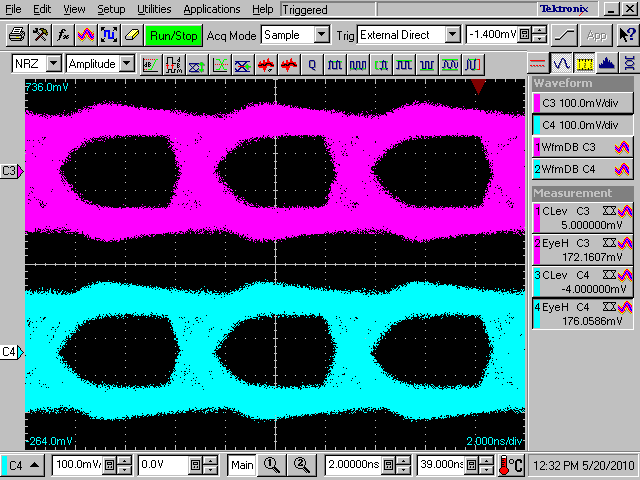 File Edit View Setup Utilities Applications Help Triggered Tektronix
Run/Stop Acq Mode Sample Trig External Direct -1.400mV App
NRZ Amplitude
736.0mV
Waveform
C3 100.0mV/div
C4 100.0mV/div
1 WfmDB C3
2 WfmDB C4
Measurement
C3
1 CLev C3
5.000000mV
2 EyeH C3
172.1607mV
3 CLev C4
-4.000000mV
4 EyeH C4
176.0586mV
C4
-264.0mV 2.000ns/div
C4 100.0mV/ 0.0V Main 1 2 2.00000ns 39.000ns °C 12:32 PM 5/20/2010